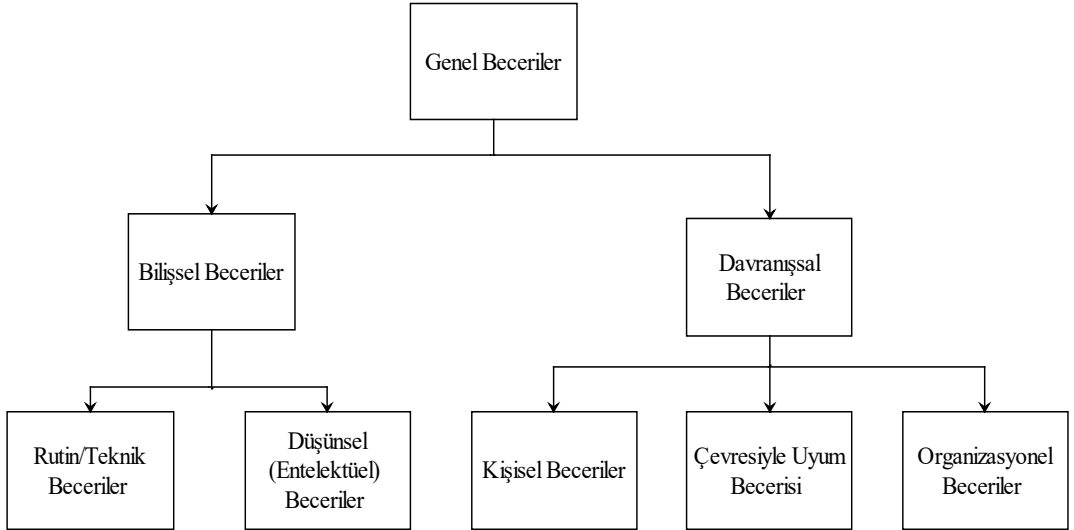 Genel Beceriler
Bilişsel Beceriler
Davranışsal
Beceriler
Rutin/Teknik
Beceriler
Düşünsel
(Entelektüel)
Beceriler
Kişisel Beceriler
Çevresiyle Uyum
Becerisi
Organizasyonel
Beceriler